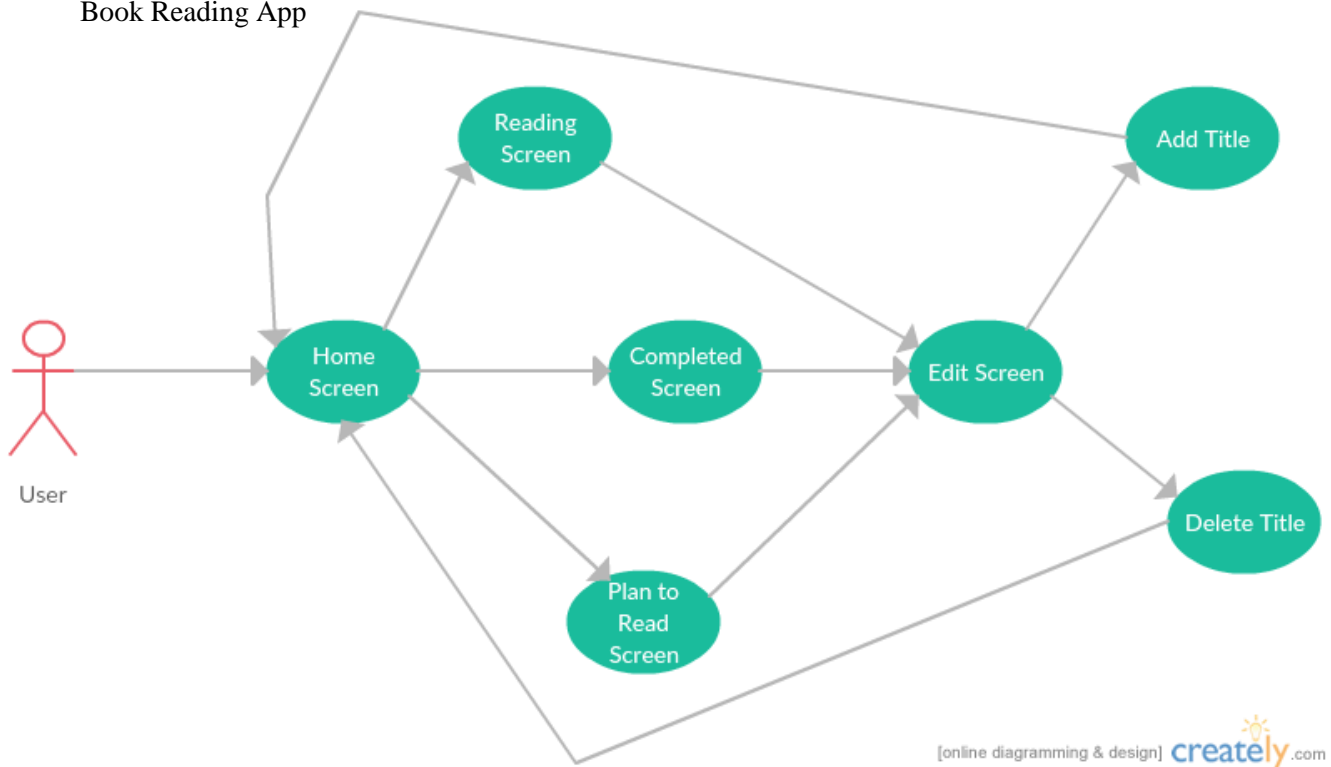 Book Reading App
Reading
Screen
Add Title
Home
Screen
Completed
Screen
Edit Screen
User
Delete Title
Plan to
Read
Screen
[online diagramming & design] creately.com